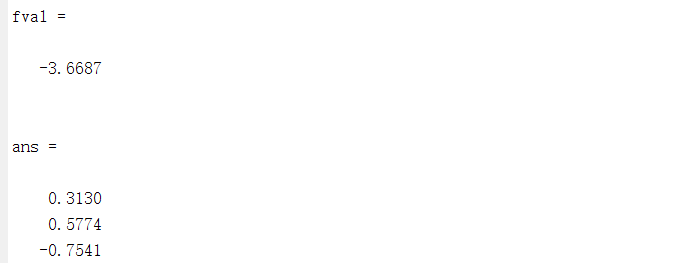 fval =
-3.6687
ans =
0.3130
0.5774
-0.7541